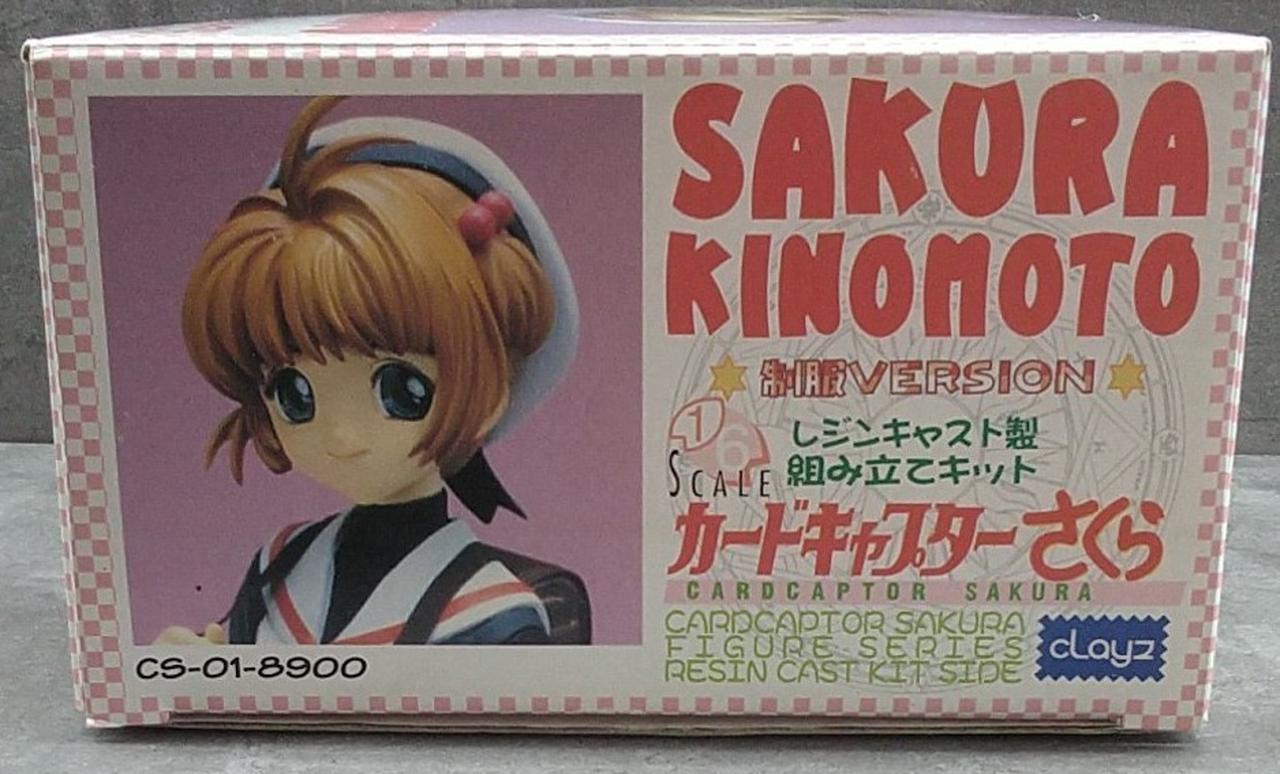 SAKURA
KINOMOTO
制服VERSION
1/6
SCALE
レジンキャスト製
組み立てキット
カードキャプターさくら
CARDCAPTOR SAKURA
CARDCAPTOR SAKURA
FIGURE SERIES
RESIN CAST KIT SIDE
clayz
CS-01-8900